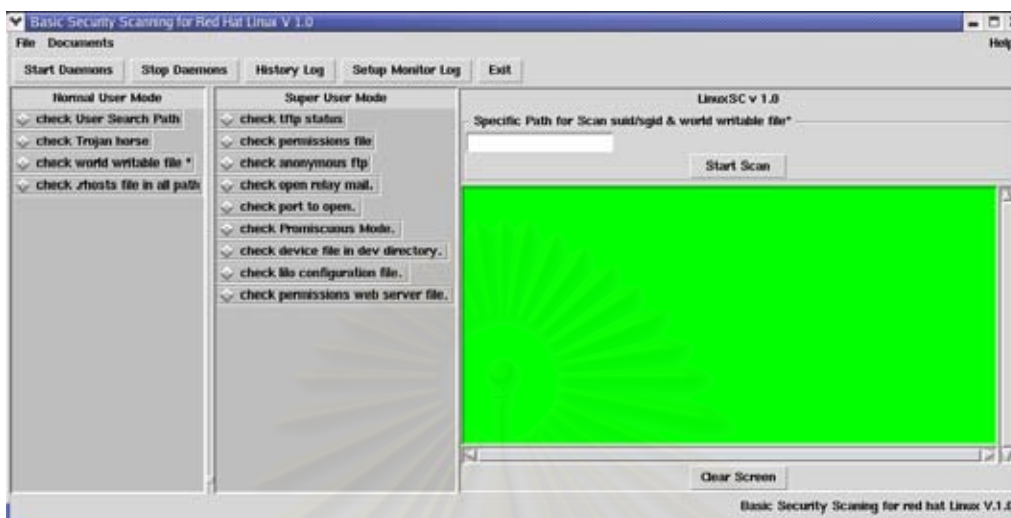 Basic Security Scanning for Red Hat Linux V 1.0
File Documents Help
Start Daemons Stop Daemons History Log Setup Monitor Log Exit
Normal User Mode
check User Search Path
check Trojan horse
check world writable file *
check .rhosts file in all path
Super User Mode
check tftp status
check permissions file
check anonymous ftp
check open relay mail.
check port to open.
check Promiscuous Mode.
check device file in dev directory.
check lilo configuration file.
check permissions web server file.
LinuxSC v 1.0
Specific Path for Scan suid/sgid & world writable file*
Start Scan
Clear Screen
Basic Security Scaning for red hat Linux V.1.0